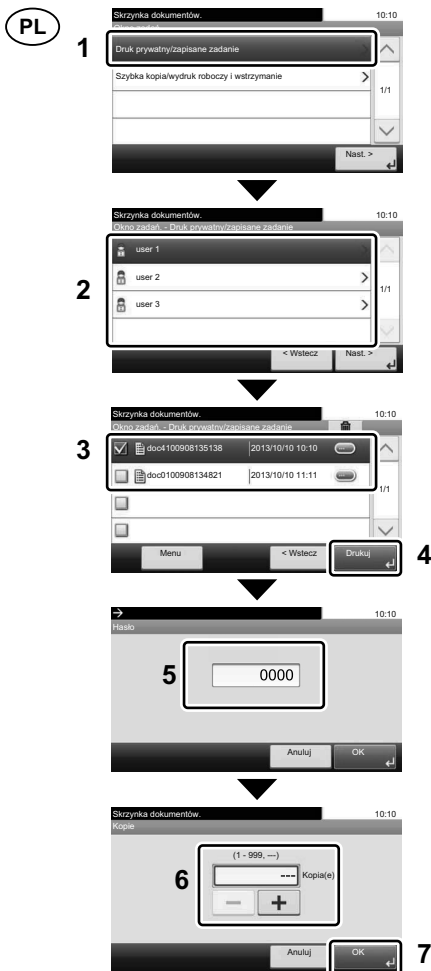 PL
Skrzynka dokumentów. 10:10
Okno zadań.
1
Druk prywatny/zapisane zadanie
Szybka kopia/wydruk roboczy i wstrzymanie
1/1
Nast. >
Skrzynka dokumentów. 10:10
Okno zadań. - Druk prywatny/zapisane zadanie
2
user 1
user 2
user 3
1/1
< Wstecz Nast. >
Skrzynka dokumentów. 10:10
Okno zadań. - Druk prywatny/zapisane zadanie
3
doc4100908135138 2013/10/10 10:10 ...
doc0100908134821 2013/10/10 11:11 ...
1/1
Menu < Wstecz Drukuj
4
10:10
Hasło
5
0000
Anuluj OK
Skrzynka dokumentów. 10:10
Kopie
6
(1 - 999, ---)
--- Kopia(e)
Anuluj OK
7